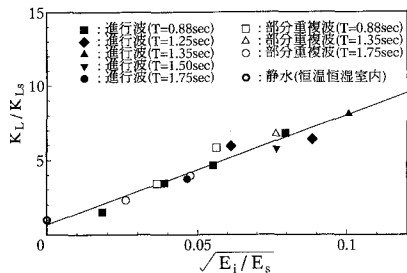 ■ : 進行波(T=0.88sec) □ : 部分重複波(T=0.88sec)
◆ : 進行波(T=1.25sec) △ : 部分重複波(T=1.35sec)
▲ : 進行波(T=1.35sec) ○ : 部分重複波(T=1.75sec)
▼ : 進行波(T=1.50sec)
● : 進行波(T=1.75sec) ◎ : 静水(恒温恒湿室内)
15
10
5
0
K_L/K_Ls
0 0.05 0.1
√E_i/E_s